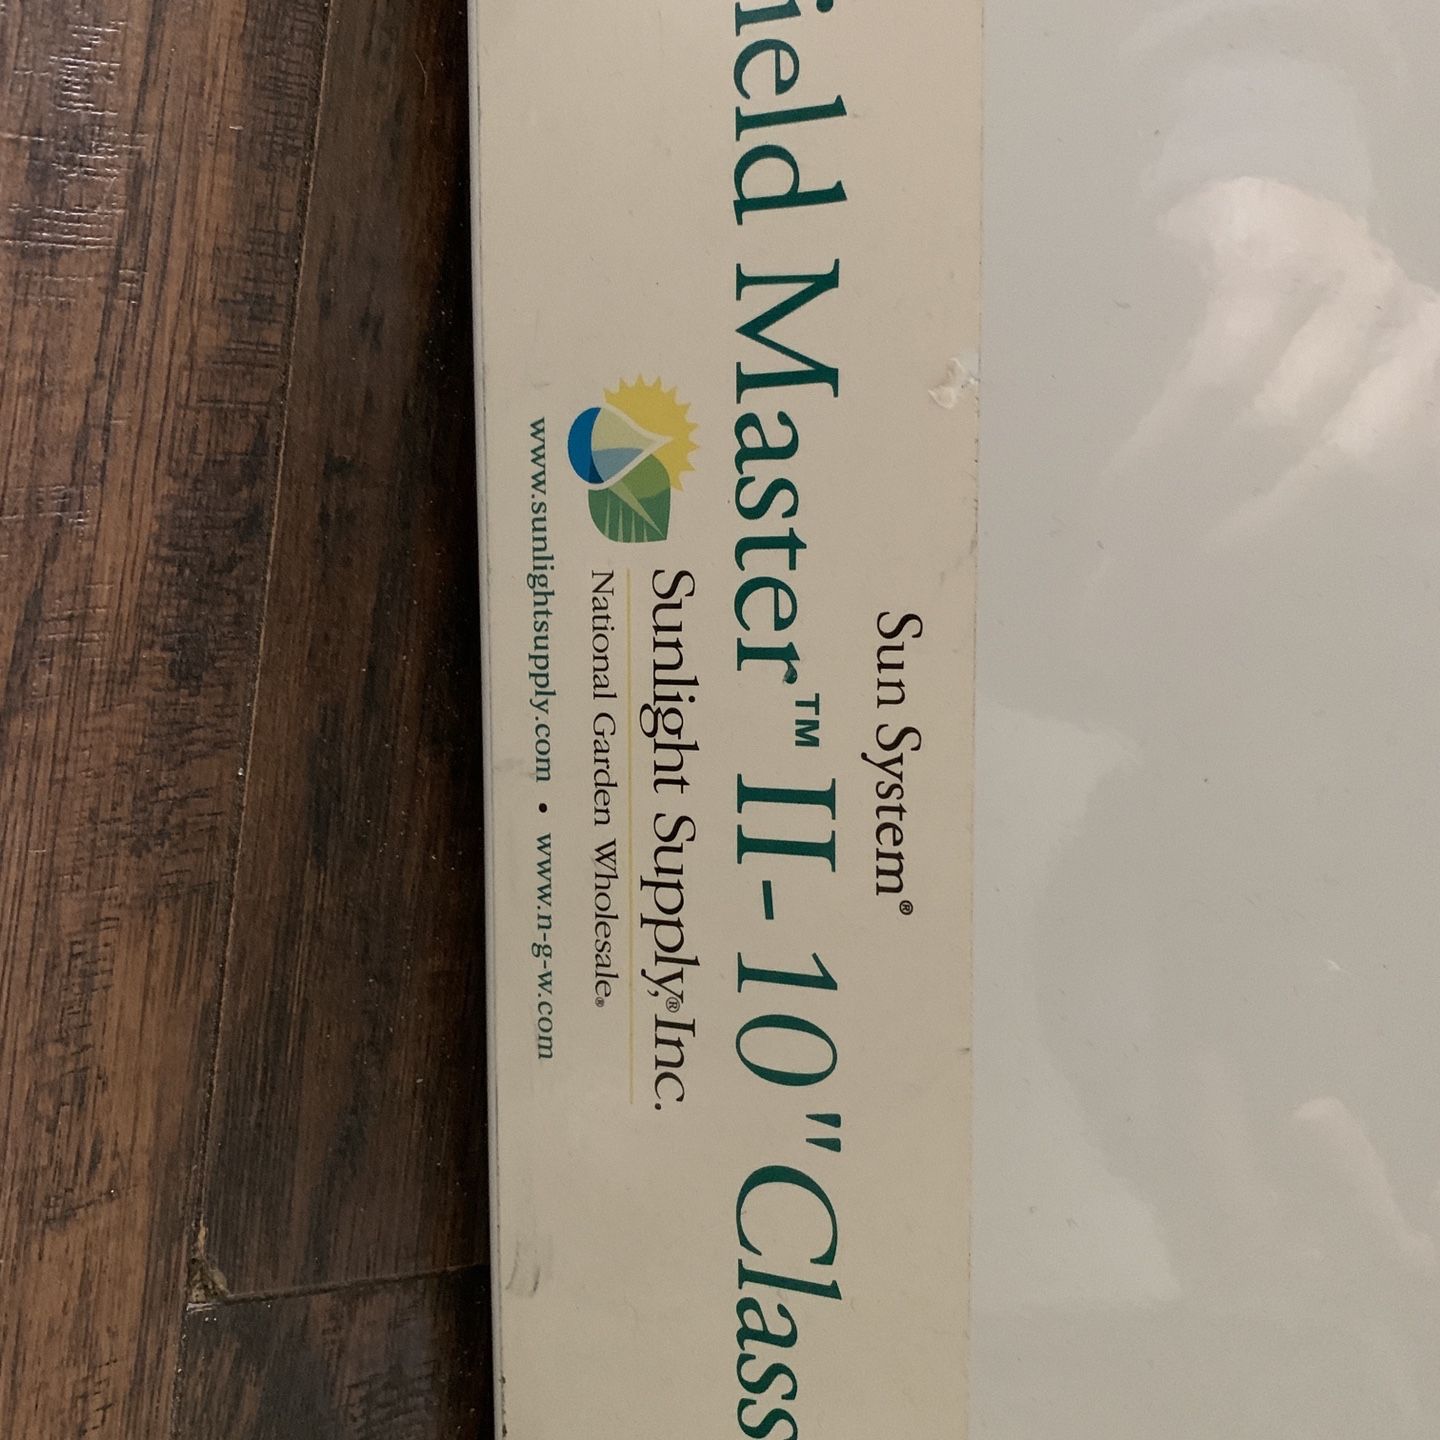 Sun System®
ield Master™ II - 10" Class
Sunlight Supply,® Inc.
National Garden Wholesale®
www.sunlightsupply.com • www.n-g-w.com